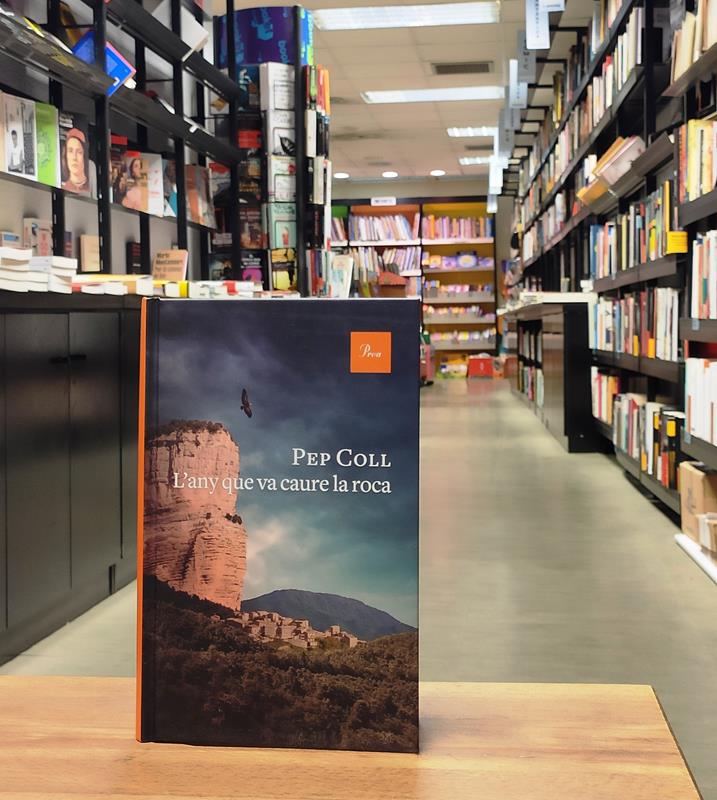 Proa
PEP COLL
L'any que va caure la roca